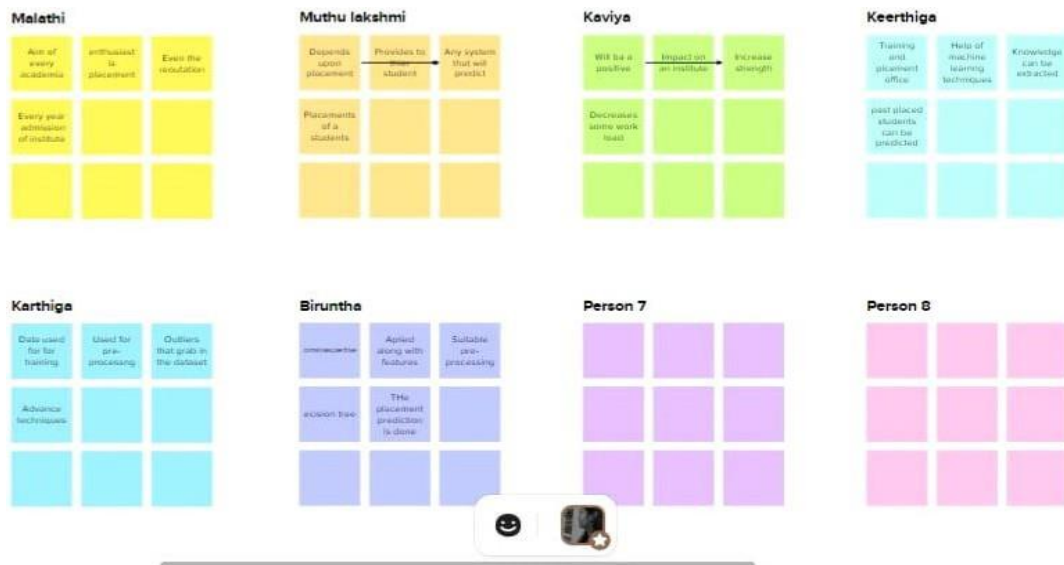 Malathi
Aim of
every
academia
enthusiast
is
placement
Even the
reputation
Every year
admission
of institute
Muthu lakshmi
Depends
upon
placement
Provides to
their
student
Any system
that will
predict
Placements
of a
students
Kaviya
Will be a
positive
Impact on
an institute
Increase
strength
Decreases
some work
load
Keerthiga
Training
and
placement
office
Help of
machine
learning
techniques
Knowledge
can be
extracted
past placed
students
can be
predicted
Karthiga
Data used
for for
training
Used for
pre-
processing
Outliers
that grab in
the dataset
Advance
techniques
Biruntha
Aplied
along with
features
Suitable
pre-
processing
ecision tree
THe
placement
prediction
is done
Person 7
Person 8